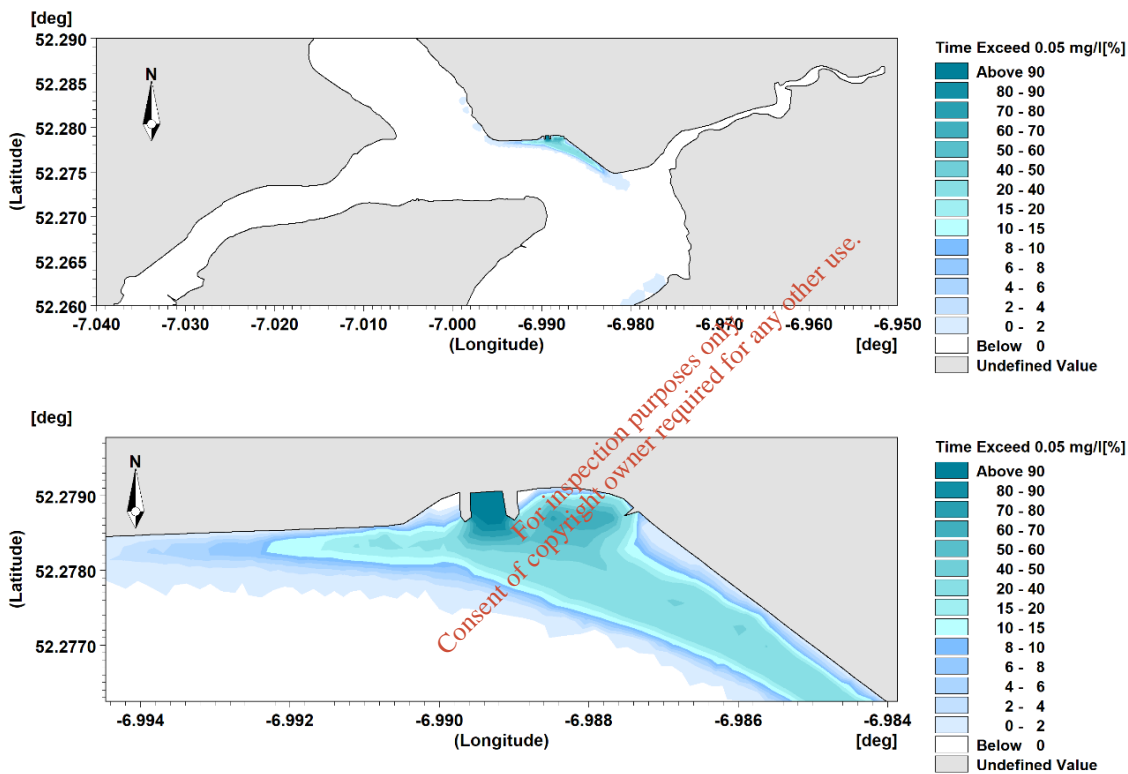 [deg]
52.290
52.285
52.280
52.275
52.270
52.265
52.260
(Latitude)
N
-7.040 -7.030 -7.020 -7.010 -7.000 -6.990 -6.980 -6.970 -6.960 -6.950
(Longitude) [deg]
Time Exceed 0.05 mg/l[%]
Above 90
80 - 90
70 - 80
60 - 70
50 - 60
40 - 50
20 - 40
15 - 20
10 - 15
8 - 10
6 - 8
4 - 6
2 - 4
0 - 2
Below 0
Undefined Value
For inspection purposes only.
Consent of copyright owner required for any other use.
[deg]
52.2790
52.2780
52.2770
(Latitude)
N
-6.994 -6.992 -6.990 -6.988 -6.986 -6.984
(Longitude) [deg]
Time Exceed 0.05 mg/l[%]
Above 90
80 - 90
70 - 80
60 - 70
50 - 60
40 - 50
20 - 40
15 - 20
10 - 15
8 - 10
6 - 8
4 - 6
2 - 4
0 - 2
Below 0
Undefined Value